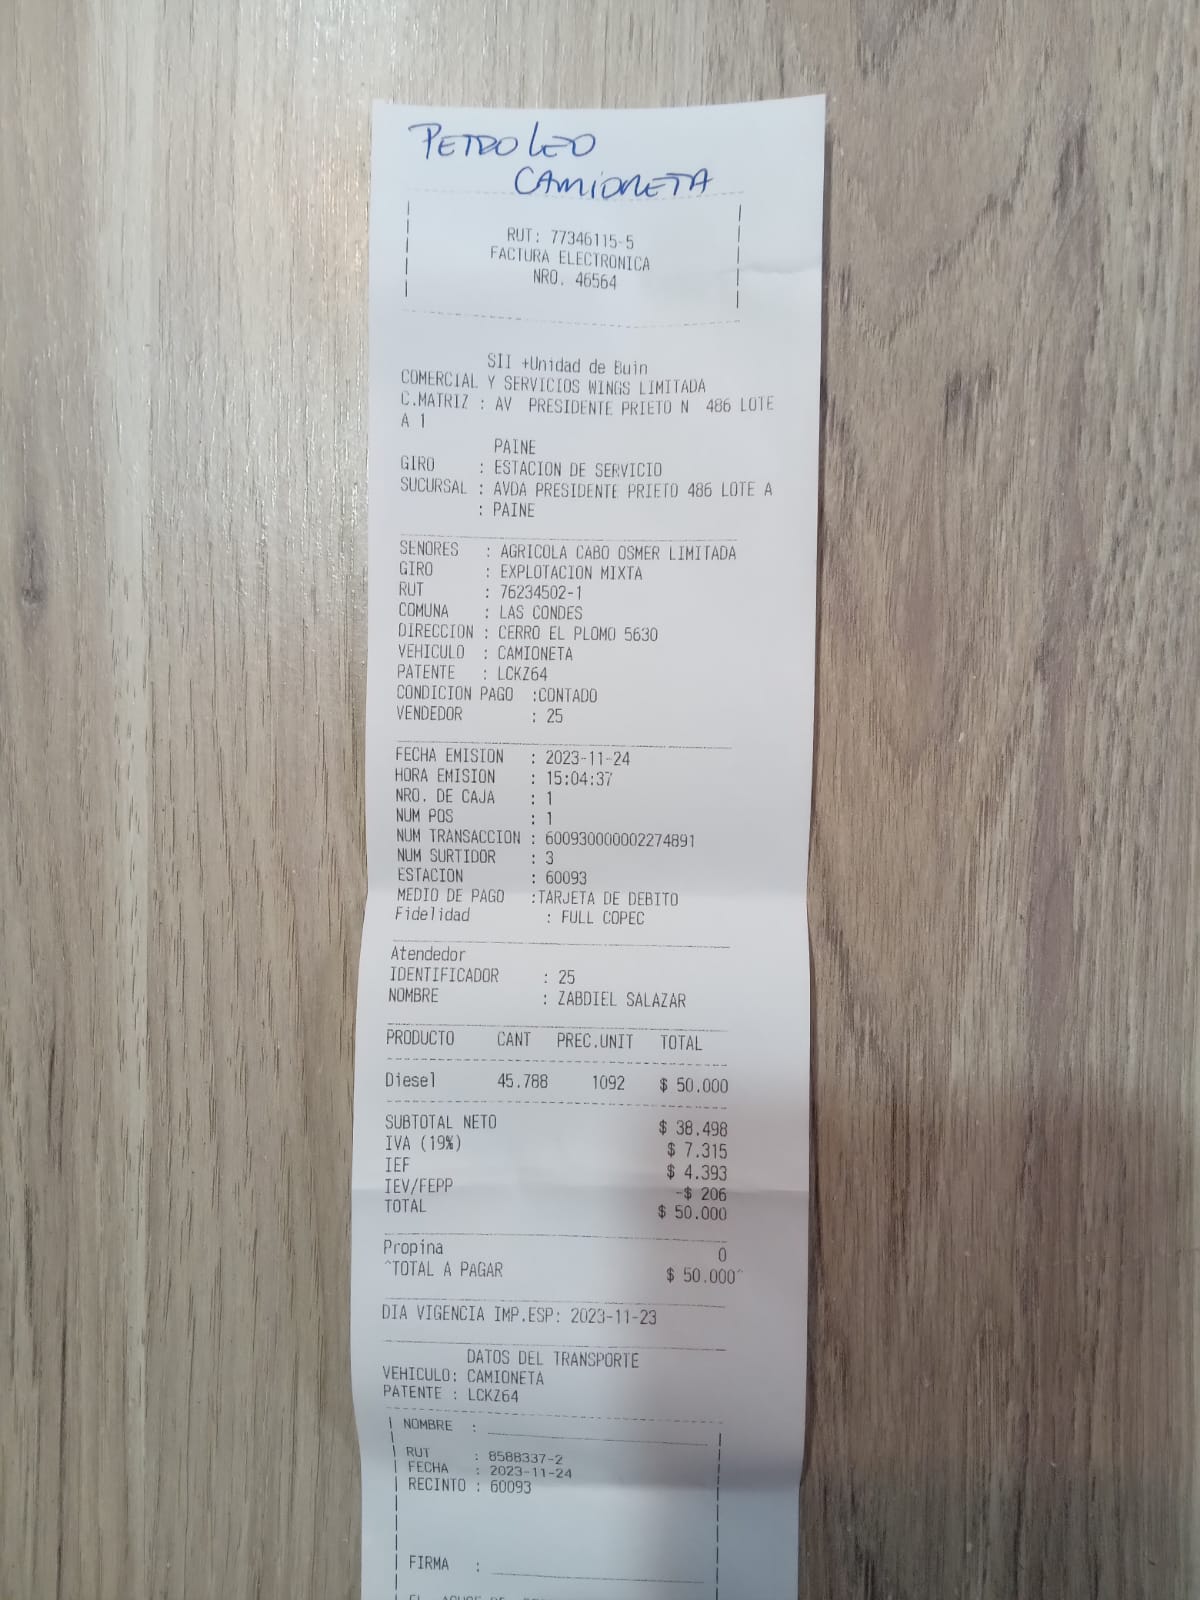 PETROLEO
CAMIONETA
RUT: 77346115-5
FACTURA ELECTRONICA
NRO. 46564
SII +Unidad de Buin
COMERCIAL Y SERVICIOS WINGS LIMITADA
C.MATRIZ : AV PRESIDENTE PRIETO N 486 LOTE
A 1
PAINE
GIRO : ESTACION DE SERVICIO
SUCURSAL : AVDA PRESIDENTE PRIETO 486 LOTE A
: PAINE
SENORES : AGRICOLA CABO OSMER LIMITADA
GIRO : EXPLOTACION MIXTA
RUT : 76234502-1
COMUNA : LAS CONDES
DIRECCION : CERRO EL PLOMO 5630
VEHICULO : CAMIONETA
PATENTE : LCKZ64
CONDICION PAGO :CONTADO
VENDEDOR : 25
FECHA EMISION : 2023-11-24
HORA EMISION : 15:04:37
NRO. DE CAJA : 1
NUM POS : 1
NUM TRANSACCION : 600930000002274891
NUM SURTIDOR : 3
ESTACION : 60093
MEDIO DE PAGO :TARJETA DE DEBITO
Fidelidad : FULL COPEC
Atendedor
IDENTIFICADOR : 25
NOMBRE : ZABDIEL SALAZAR
PRODUCTO CANT PREC.UNIT TOTAL
Diesel 45.788 1092 $ 50.000
SUBTOTAL NETO $ 38.498
IVA (19%) $ 7.315
IEF $ 4.393
IEV/FEPP -$ 206
TOTAL $ 50.000
Propina 0
^TOTAL A PAGAR $ 50.000^
DIA VIGENCIA IMP.ESP: 2023-11-23
DATOS DEL TRANSPORTE
VEHICULO: CAMIONETA
PATENTE : LCKZ64
NOMBRE :
RUT : 8588337-2
FECHA : 2023-11-24
RECINTO : 60093
FIRMA :